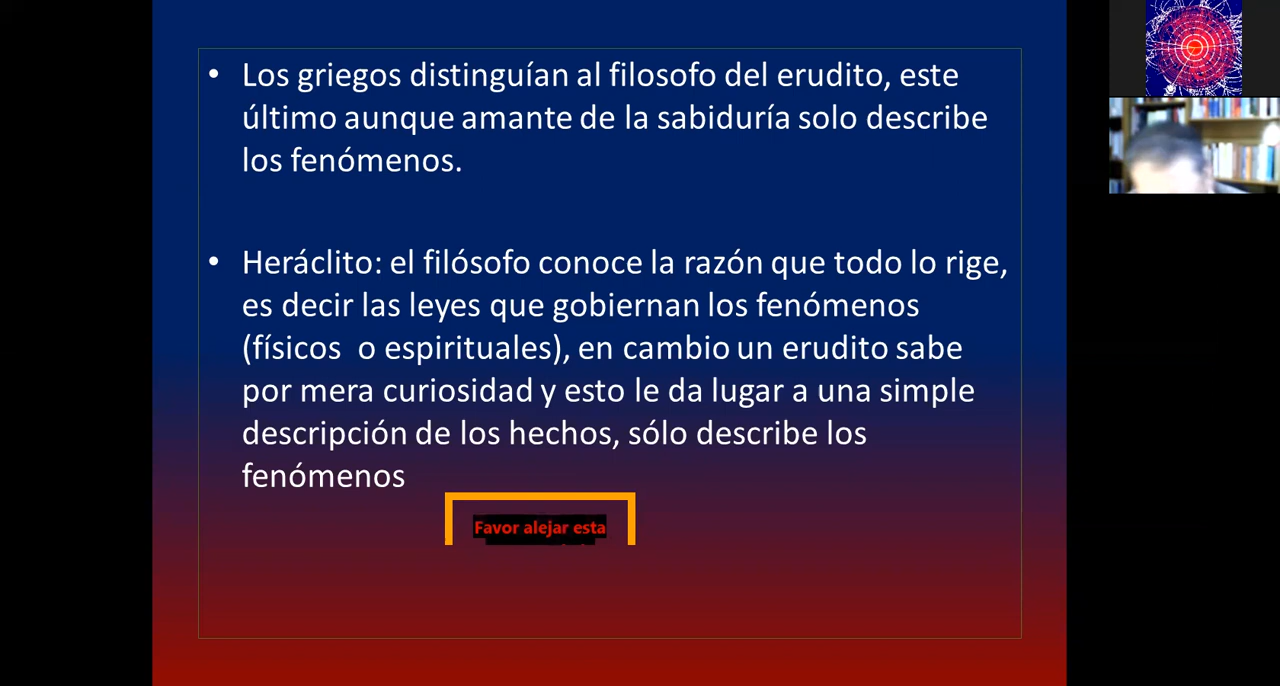 • Los griegos distinguían al filosofo del erudito, este
último aunque amante de la sabiduría solo describe
los fenómenos.
• Heráclito: el filósofo conoce la razón que todo lo rige,
es decir las leyes que gobiernan los fenómenos
(físicos o espirituales), en cambio un erudito sabe
por mera curiosidad y esto le da lugar a una simple
descripción de los hechos, sólo describe los
fenómenos
Favor alejar esta